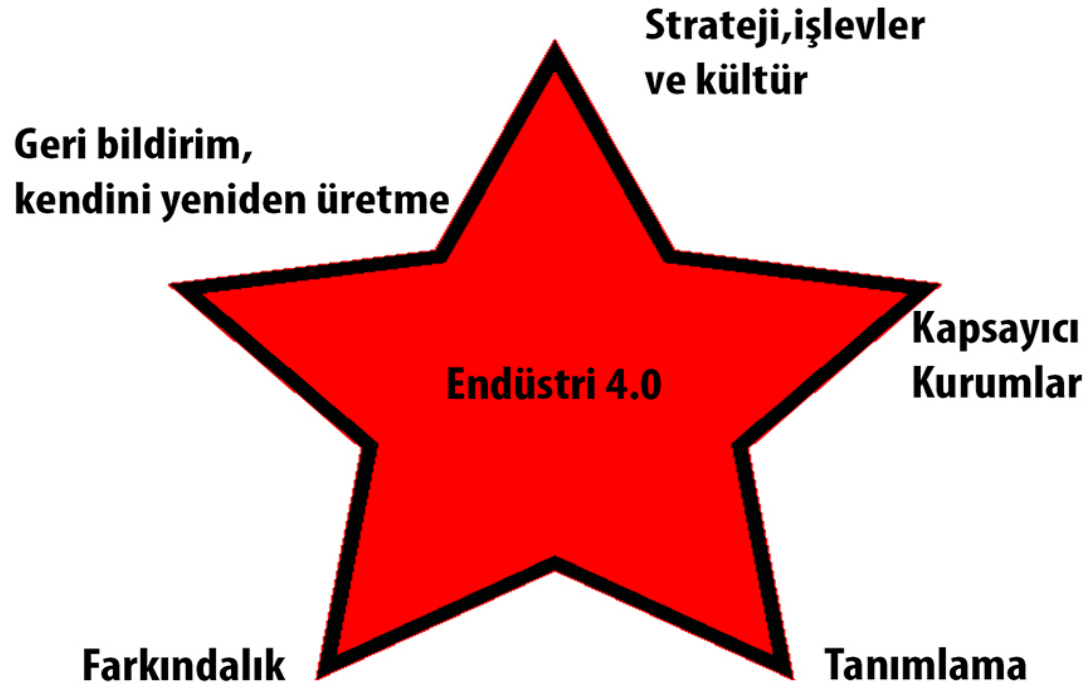 Strateji,işlevler
ve kültür
Geri bildirim,
kendini yeniden üretme
Kapsayıcı
Kurumlar
Endüstri 4.0
Farkındalık
Tanımlama